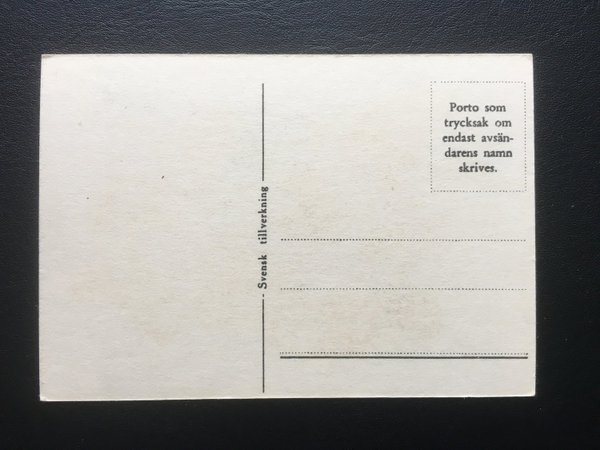 Porto som
trycksak om
endast avsän-
darens namn
skrives.
Svensk tillverkning